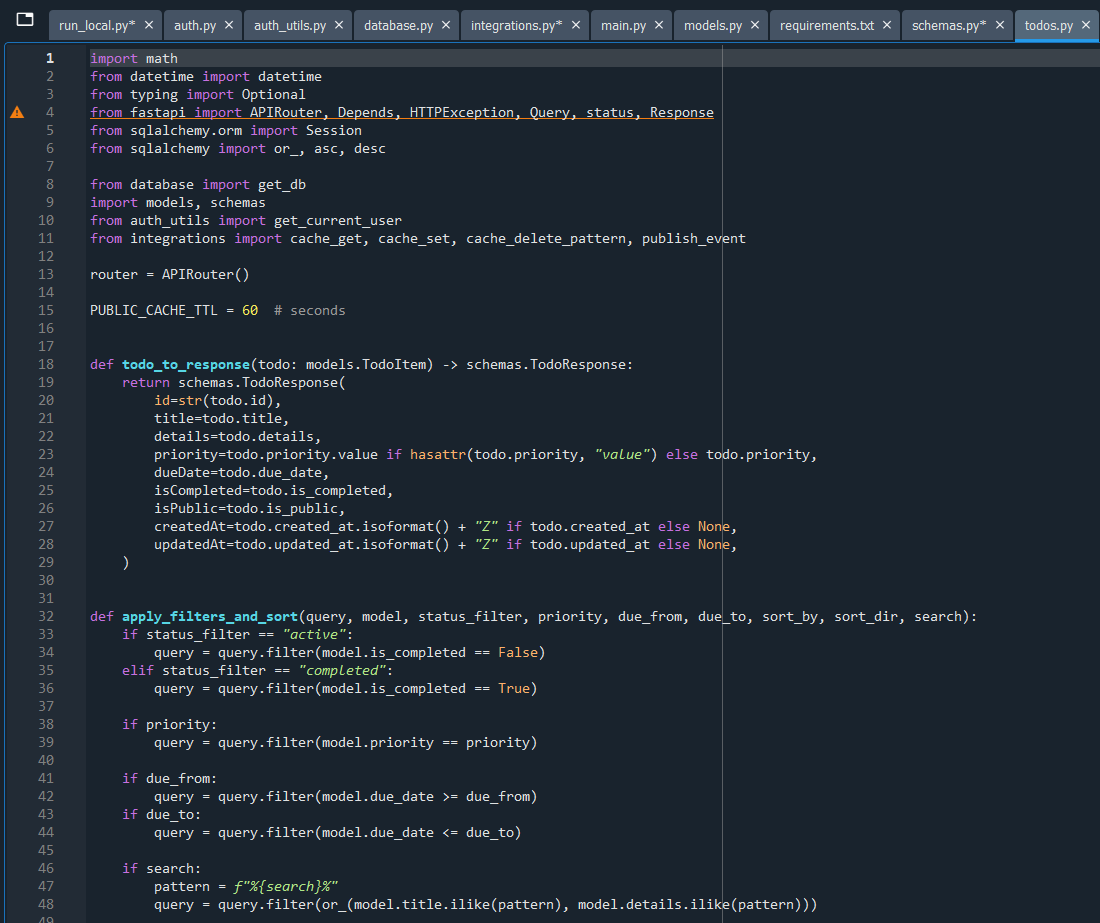 run_local.py* auth.py auth_utils.py database.py integrations.py* main.py models.py requirements.txt schemas.py* todos.py
1 import math
2 from datetime import datetime
3 from typing import Optional
4 from fastapi import APIRouter, Depends, HTTPException, Query, status, Response
5 from sqlalchemy.orm import Session
6 from sqlalchemy import or_, asc, desc
7
8 from database import get_db
9 import models, schemas
10 from auth_utils import get_current_user
11 from integrations import cache_get, cache_set, cache_delete_pattern, publish_event
12
13 router = APIRouter()
14
15 PUBLIC_CACHE_TTL = 60  # seconds
16
17
18 def todo_to_response(todo: models.TodoItem) -> schemas.TodoResponse:
19     return schemas.TodoResponse(
20         id=str(todo.id),
21         title=todo.title,
22         details=todo.details,
23         priority=todo.priority.value if hasattr(todo.priority, "value") else todo.priority,
24         dueDate=todo.due_date,
25         isCompleted=todo.is_completed,
26         isPublic=todo.is_public,
27         createdAt=todo.created_at.isoformat() + "Z" if todo.created_at else None,
28         updatedAt=todo.updated_at.isoformat() + "Z" if todo.updated_at else None,
29     )
30
31
32 def apply_filters_and_sort(query, model, status_filter, priority, due_from, due_to, sort_by, sort_dir, search):
33     if status_filter == "active":
34         query = query.filter(model.is_completed == False)
35     elif status_filter == "completed":
36         query = query.filter(model.is_completed == True)
37
38     if priority:
39         query = query.filter(model.priority == priority)
40
41     if due_from:
42         query = query.filter(model.due_date >= due_from)
43     if due_to:
44         query = query.filter(model.due_date <= due_to)
45
46     if search:
47         pattern = f"%{search}%"
48         query = query.filter(or_(model.title.ilike(pattern), model.details.ilike(pattern)))
49